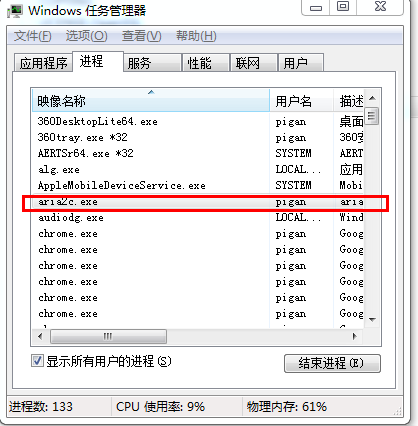 Windows 任务管理器
文件(F) 选项(O) 查看(V) 帮助(H)
应用程序 进程 服务 性能 联网 用户
映像名称 用户名 描述
360DesktopLite64.exe pigan 桌面
360tray.exe *32 pigan 360安
AERTSr64.exe *32 SYSTEM AERT
alg.exe LOCAL... 应用
AppleMobileDeviceService.exe SYSTEM Mobi
aria2c.exe pigan aria
audiodg.exe LOCAL... Wind
chrome.exe pigan Goog
chrome.exe pigan Goog
chrome.exe pigan Goog
chrome.exe pigan Goog
chrome.exe pigan Goog
chrome.exe pigan Goog
显示所有用户的进程(S) 结束进程(E)
进程数: 133 CPU 使用率: 9% 物理内存: 61%